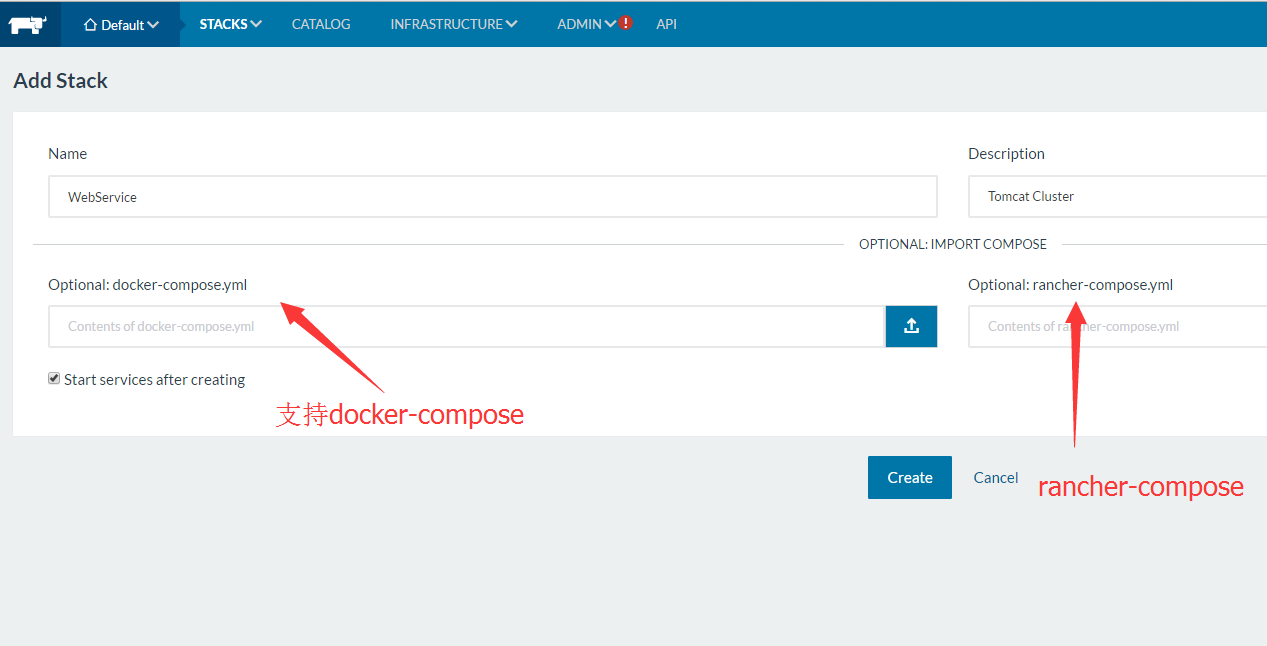 Default STACKS CATALOG INFRASTRUCTURE ADMIN ! API
Add Stack
Name Description
WebService Tomcat Cluster
OPTIONAL: IMPORT COMPOSE
Optional: docker-compose.yml Optional: rancher-compose.yml
Contents of docker-compose.yml Contents of rancher-compose.yml
Start services after creating
支持docker-compose
Create Cancel rancher-compose